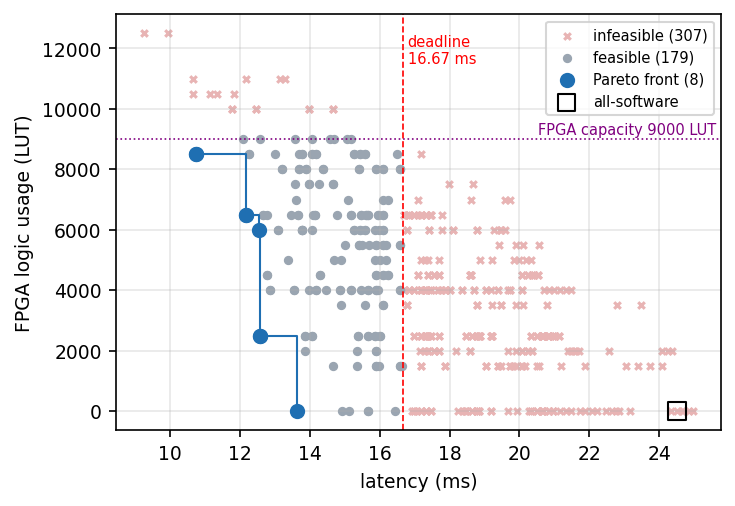 infeasible (307)
feasible (179)
Pareto front (8)
all-software
deadline
16.67 ms
FPGA capacity 9000 LUT
FPGA logic usage (LUT)
12000
10000
8000
6000
4000
2000
0
10 12 14 16 18 20 22 24
latency (ms)